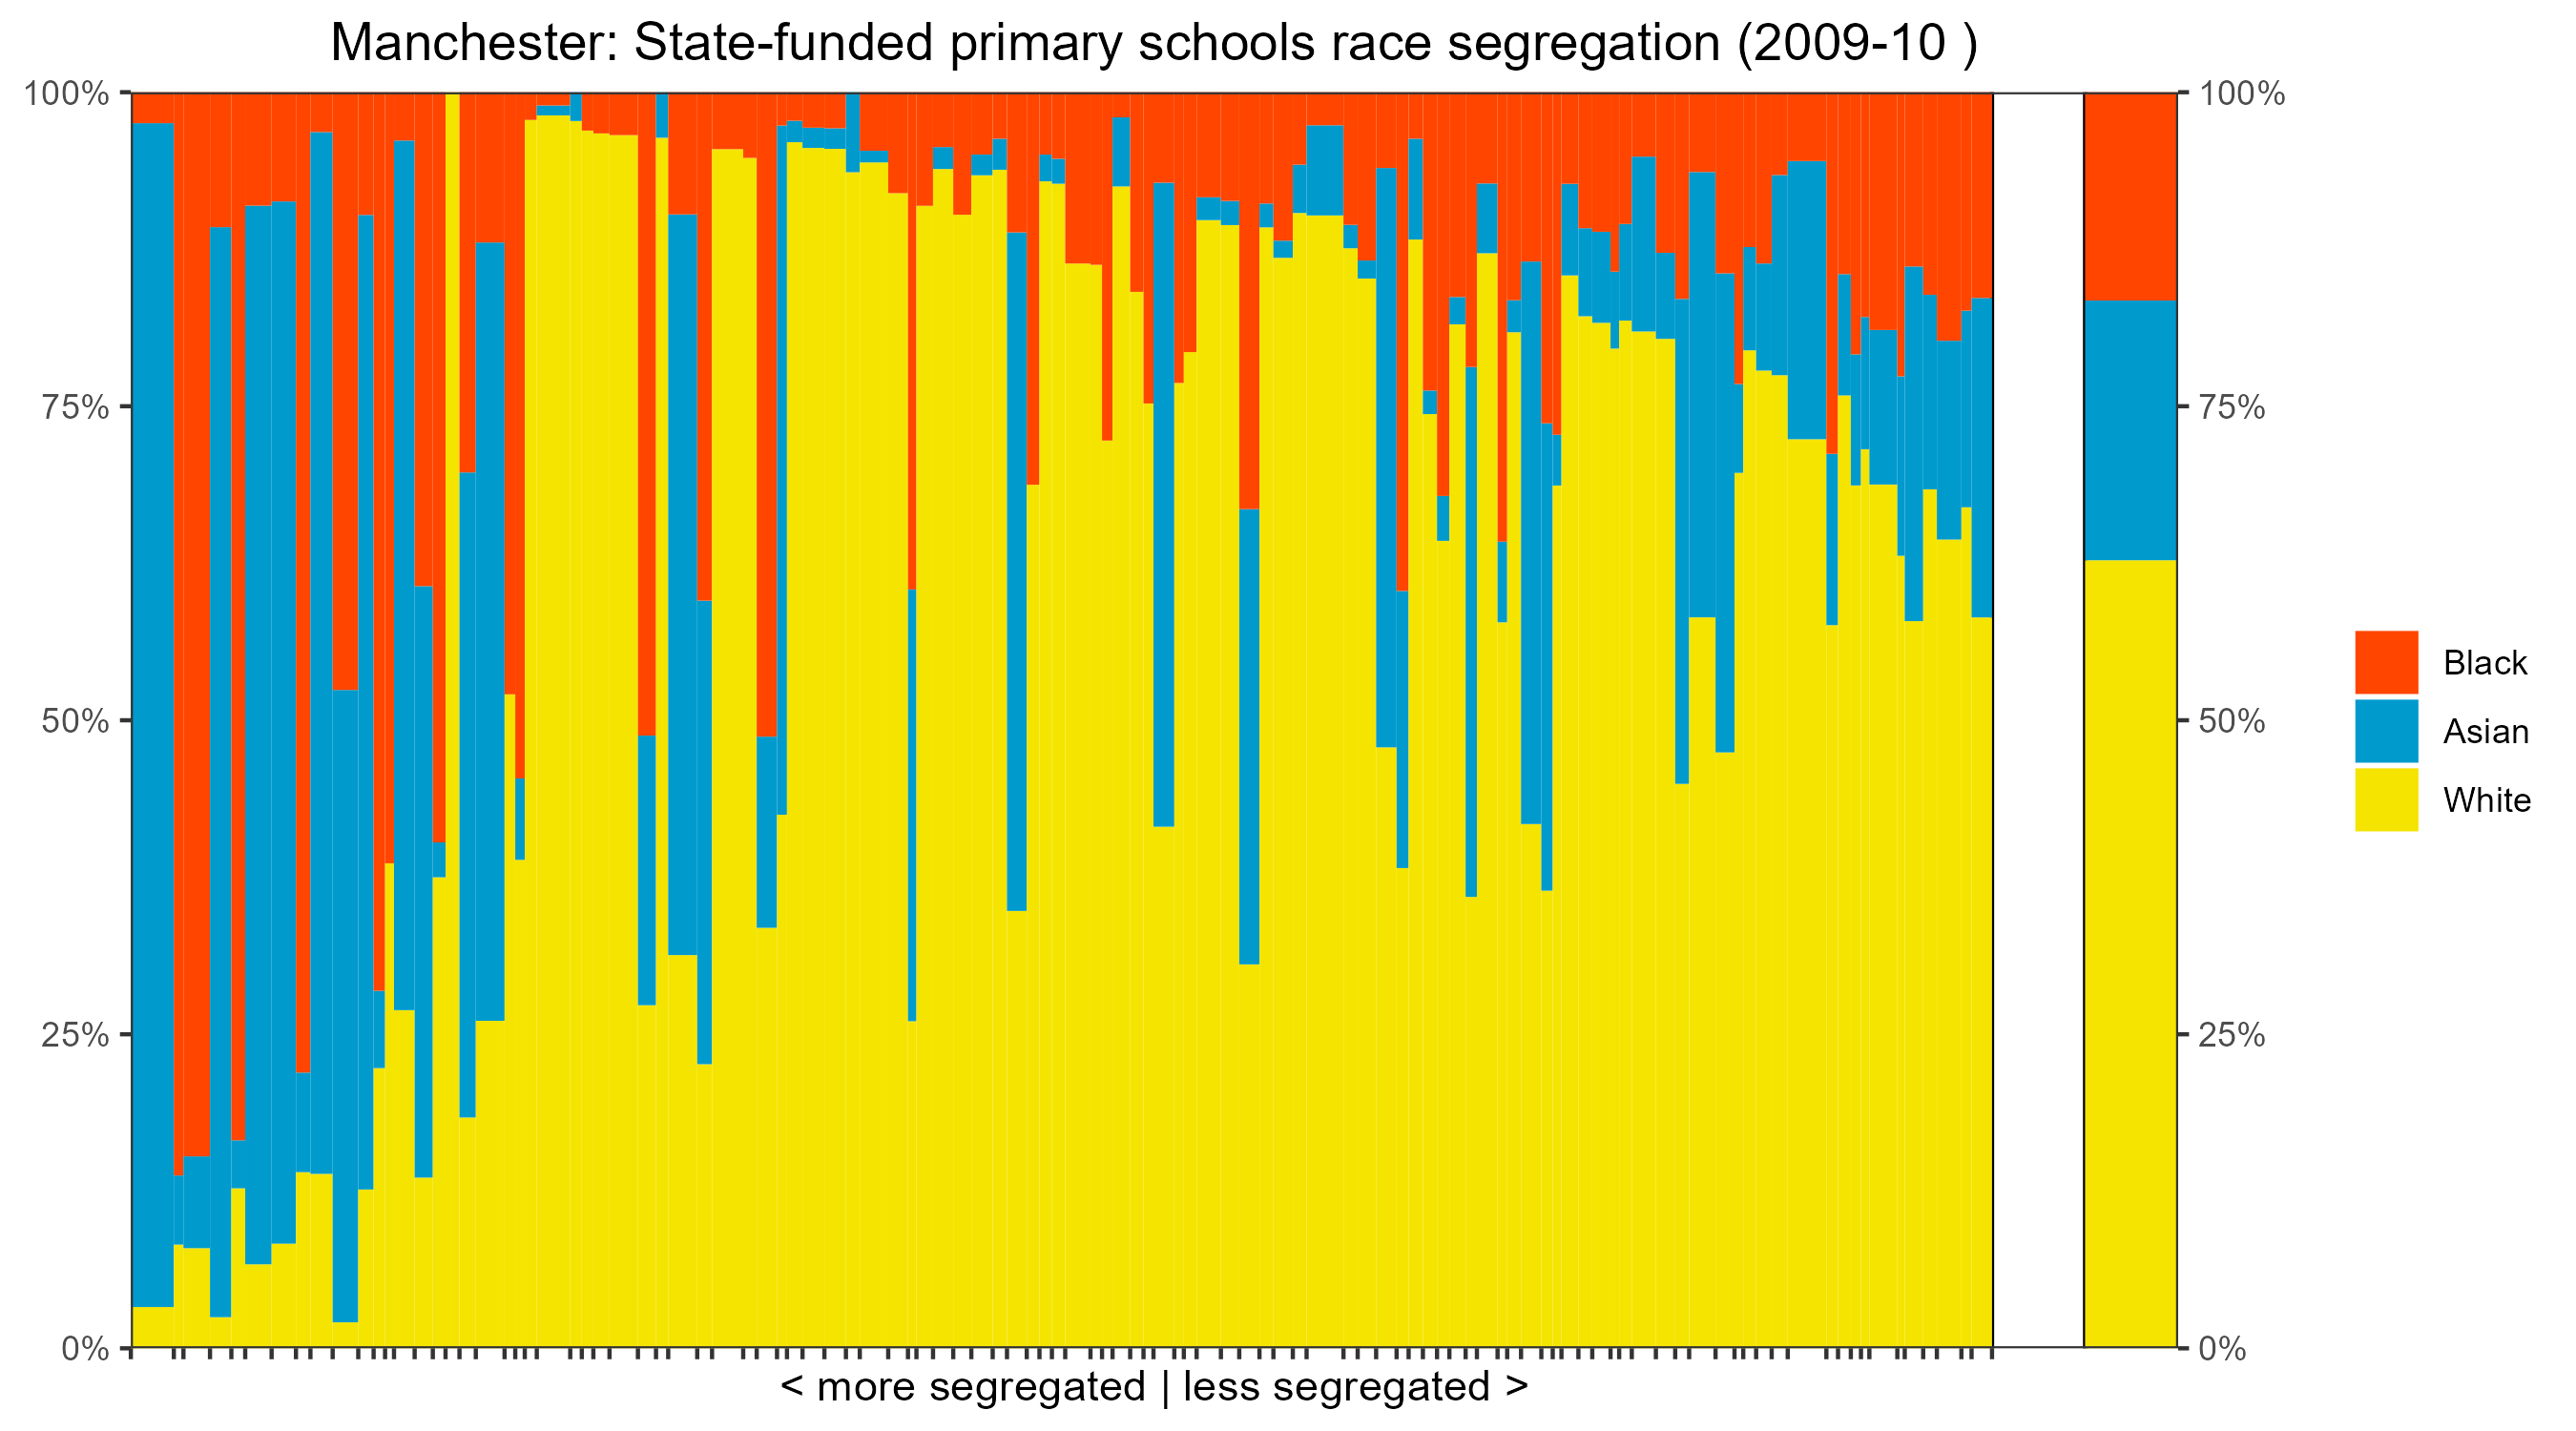 Manchester: State-funded primary schools race segregation (2009-10 )
100%
75%
50%
25%
0%
100%
75%
50%
25%
0%
Black
Asian
White
< more segregated | less segregated >